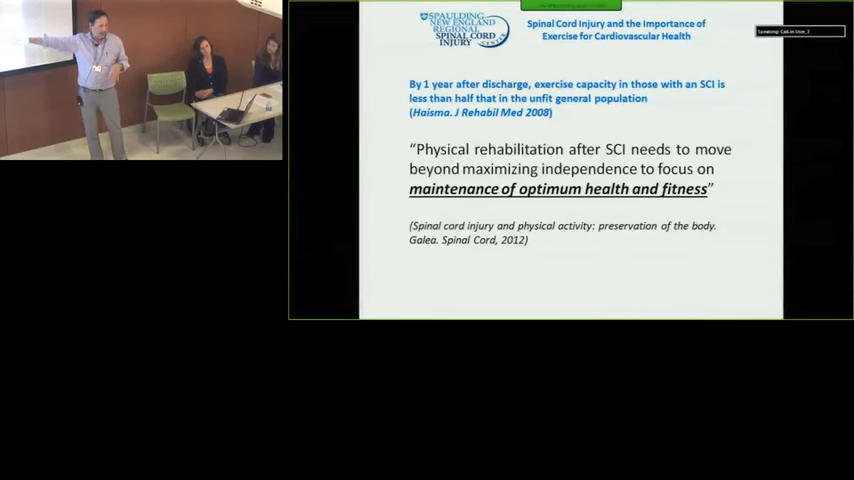 SPAULDING
NEW ENGLAND
REGIONAL
SPINAL CORD
INJURY CENTER
Spinal Cord Injury and the Importance of
Exercise for Cardiovascular Health
Speaking: Call-in User_2
By 1 year after discharge, exercise capacity in those with an SCI is
less than half that in the unfit general population
(Haisma. J Rehabil Med 2008)
“Physical rehabilitation after SCI needs to move
beyond maximizing independence to focus on
maintenance of optimum health and fitness”
(Spinal cord injury and physical activity: preservation of the body.
Galea. Spinal Cord, 2012)